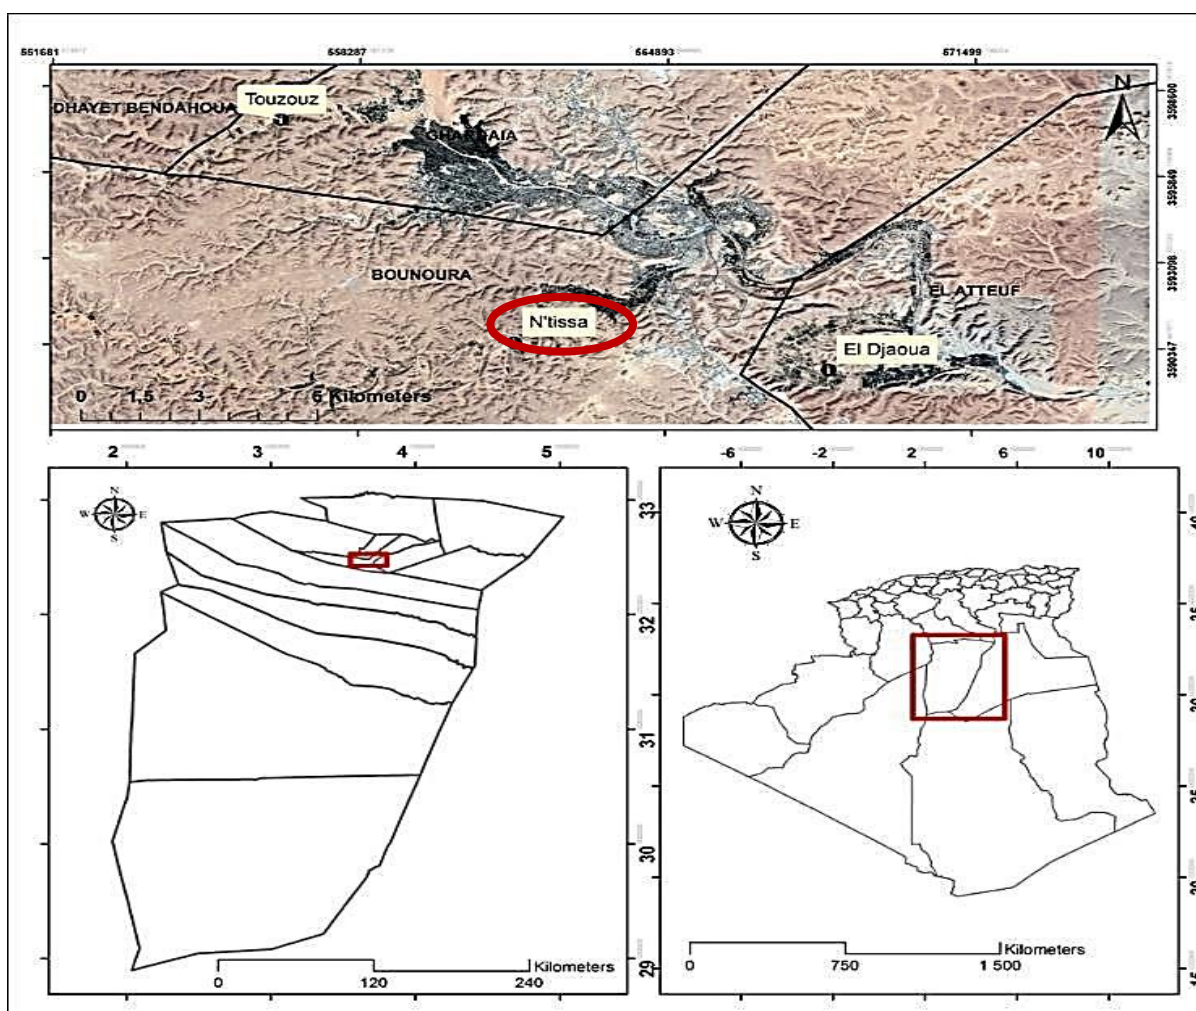 551681 558287 564893 571499
DHAYET BENDAHOUA
Touzouz
GHARDAIA
N
3598600
BOUNOURA
3593098
N'tissa
EL ATTEUF
El Djaoua
3590347
0 1,5 3 6 Kilometers
2 3 4 5
-6 -2 2 6 10
N
W E
S
33
32
31
30
29
0 120 240
Kilometers
N
W E
S
0 750 1 500
Kilometers